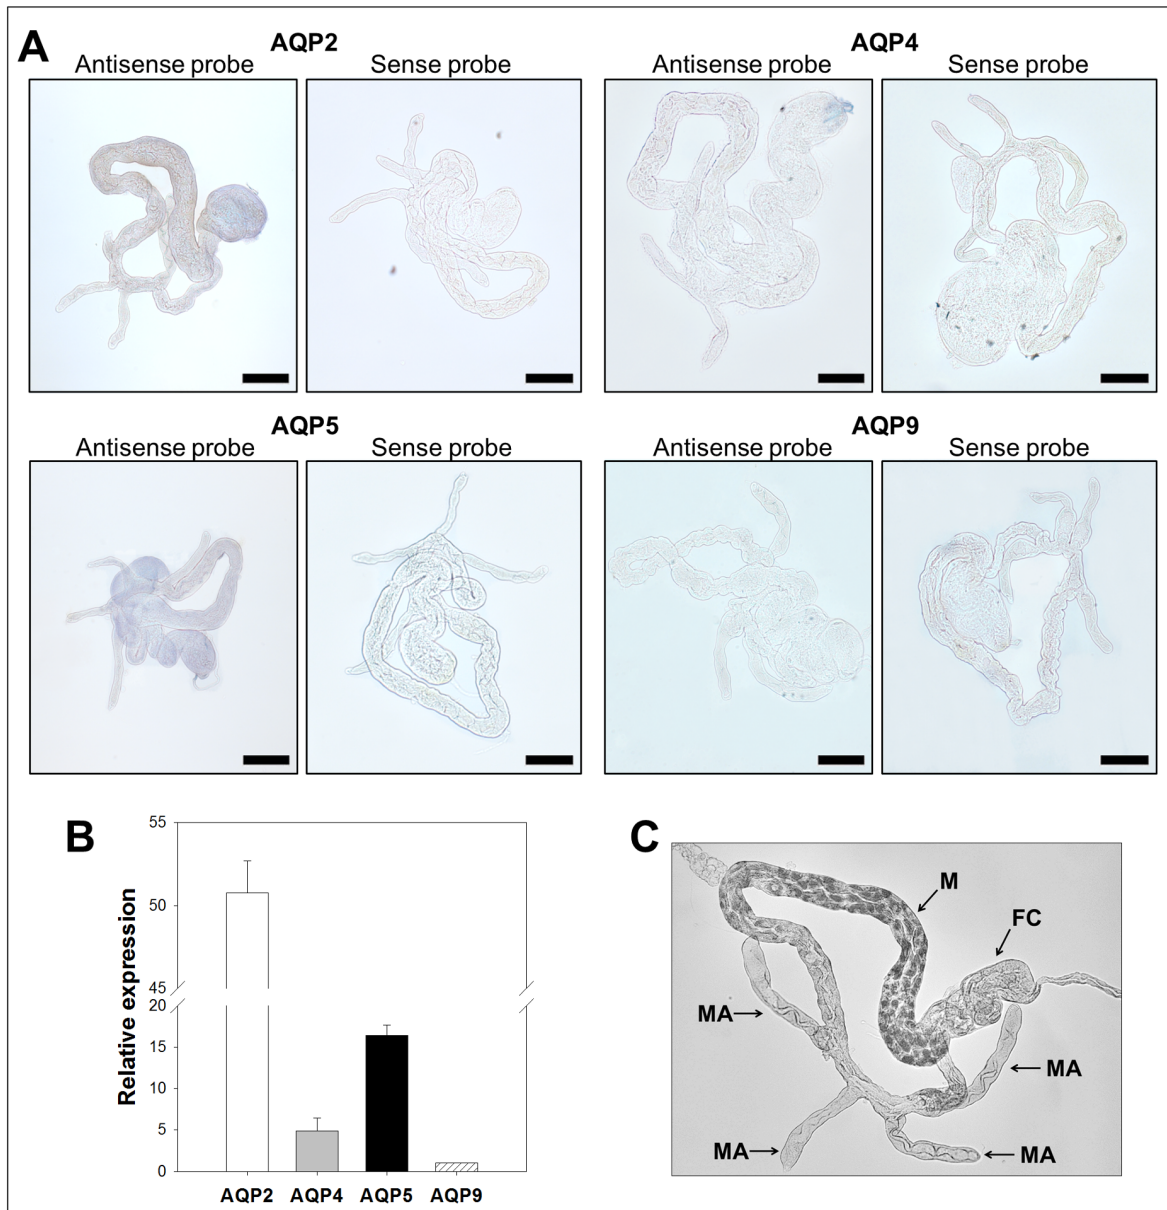 A
AQP2
AQP4
Antisense probe
Sense probe
Antisense probe
Sense probe
AQP5
AQP9
Antisense probe
Sense probe
Antisense probe
Sense probe
B
Relative expression
55
50
45
20
15
10
5
0
AQP2 AQP4 AQP5 AQP9
C
M
FC
MA
MA
MA
MA